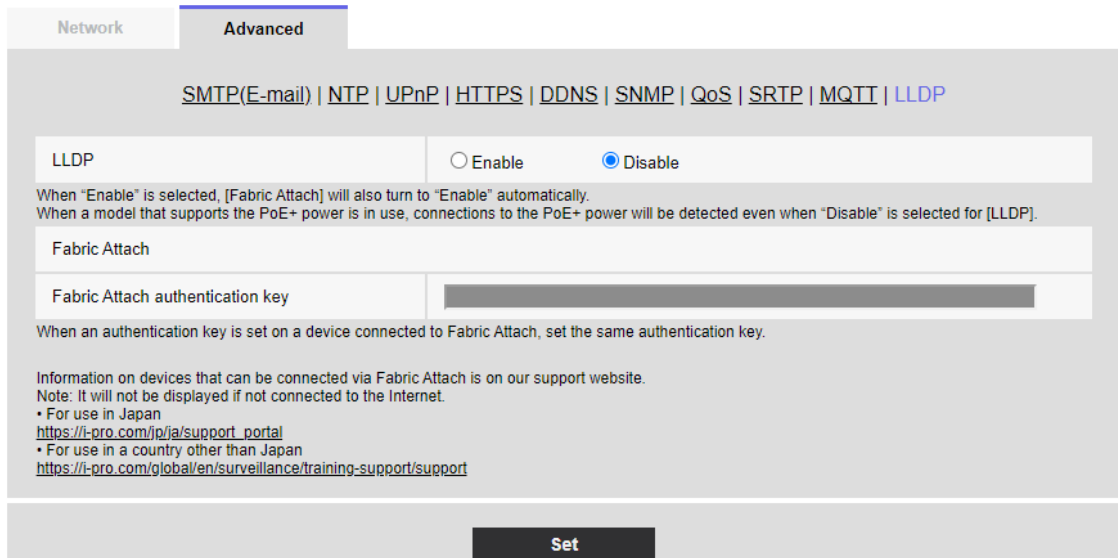 Network
Advanced
SMTP(E-mail) | NTP | UPnP | HTTPS | DDNS | SNMP | QoS | SRTP | MQTT | LLDP
LLDP
Enable
Disable
When “Enable” is selected, [Fabric Attach] will also turn to “Enable” automatically.
When a model that supports the PoE+ power is in use, connections to the PoE+ power will be detected even when “Disable” is selected for [LLDP].
Fabric Attach
Fabric Attach authentication key
When an authentication key is set on a device connected to Fabric Attach, set the same authentication key.
Information on devices that can be connected via Fabric Attach is on our support website.
Note: It will not be displayed if not connected to the Internet.
• For use in Japan
https://i-pro.com/jp/ja/support_portal
• For use in a country other than Japan
https://i-pro.com/global/en/surveillance/training-support/support
Set